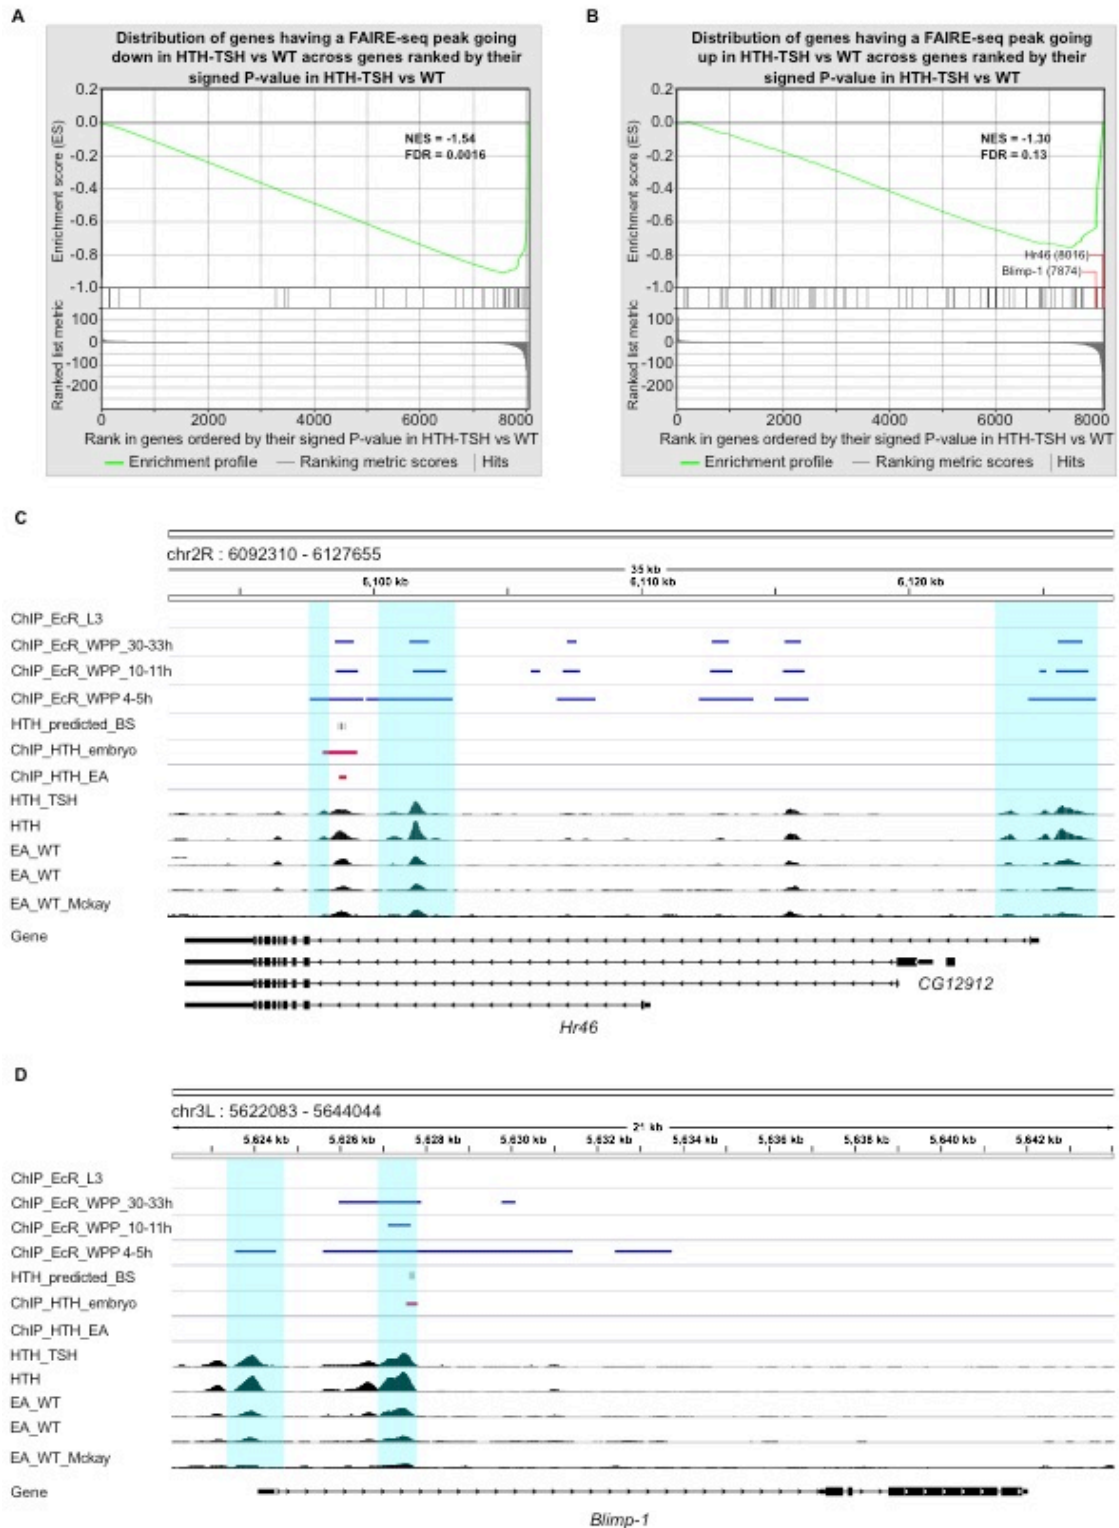 A
Distribution of genes having a FAIRE-seq peak going
down in HTH-TSH vs WT across genes ranked by their
signed P-value in HTH-TSH vs WT
Enrichment score (ES)
0.2
0.0
-0.2
-0.4
-0.6
-0.8
-1.0
NES = -1.54
FDR = 0.0016
Ranked list metric
100
0
-100
-200
0 2000 4000 6000 8000
Rank in genes ordered by their signed P-value in HTH-TSH vs WT
Enrichment profile Ranking metric scores Hits
B
Distribution of genes having a FAIRE-seq peak going
up in HTH-TSH vs WT across genes ranked by their
signed P-value in HTH-TSH vs WT
Enrichment score (ES)
0.2
0.0
-0.2
-0.4
-0.6
-0.8
-1.0
NES = -1.30
FDR = 0.13
Hr46 (8016)
Blimp-1 (7874)
Ranked list metric
100
0
-100
-200
0 2000 4000 6000 8000
Rank in genes ordered by their signed P-value in HTH-TSH vs WT
Enrichment profile Ranking metric scores Hits
C
chr2R : 6092310 - 6127655
35 kb
6,100 kb 6,110 kb 6,120 kb
ChIP_EcR_L3
ChIP_EcR_WPP_30-33h
ChIP_EcR_WPP_10-11h
ChIP_EcR_WPP 4-5h
HTH_predicted_BS
ChIP_HTH_embryo
ChIP_HTH_EA
HTH_TSH
HTH
EA_WT
EA_WT
EA_WT_Mckay
Gene
CG12912
Hr46
D
chr3L : 5622083 - 5644044
21 kb
5,624 kb 5,626 kb 5,628 kb 5,630 kb 5,632 kb 5,634 kb 5,636 kb 5,638 kb 5,640 kb 5,642 kb
ChIP_EcR_L3
ChIP_EcR_WPP_30-33h
ChIP_EcR_WPP_10-11h
ChIP_EcR_WPP 4-5h
HTH_predicted_BS
ChIP_HTH_embryo
ChIP_HTH_EA
HTH_TSH
HTH
EA_WT
EA_WT
EA_WT_Mckay
Gene
Blimp-1